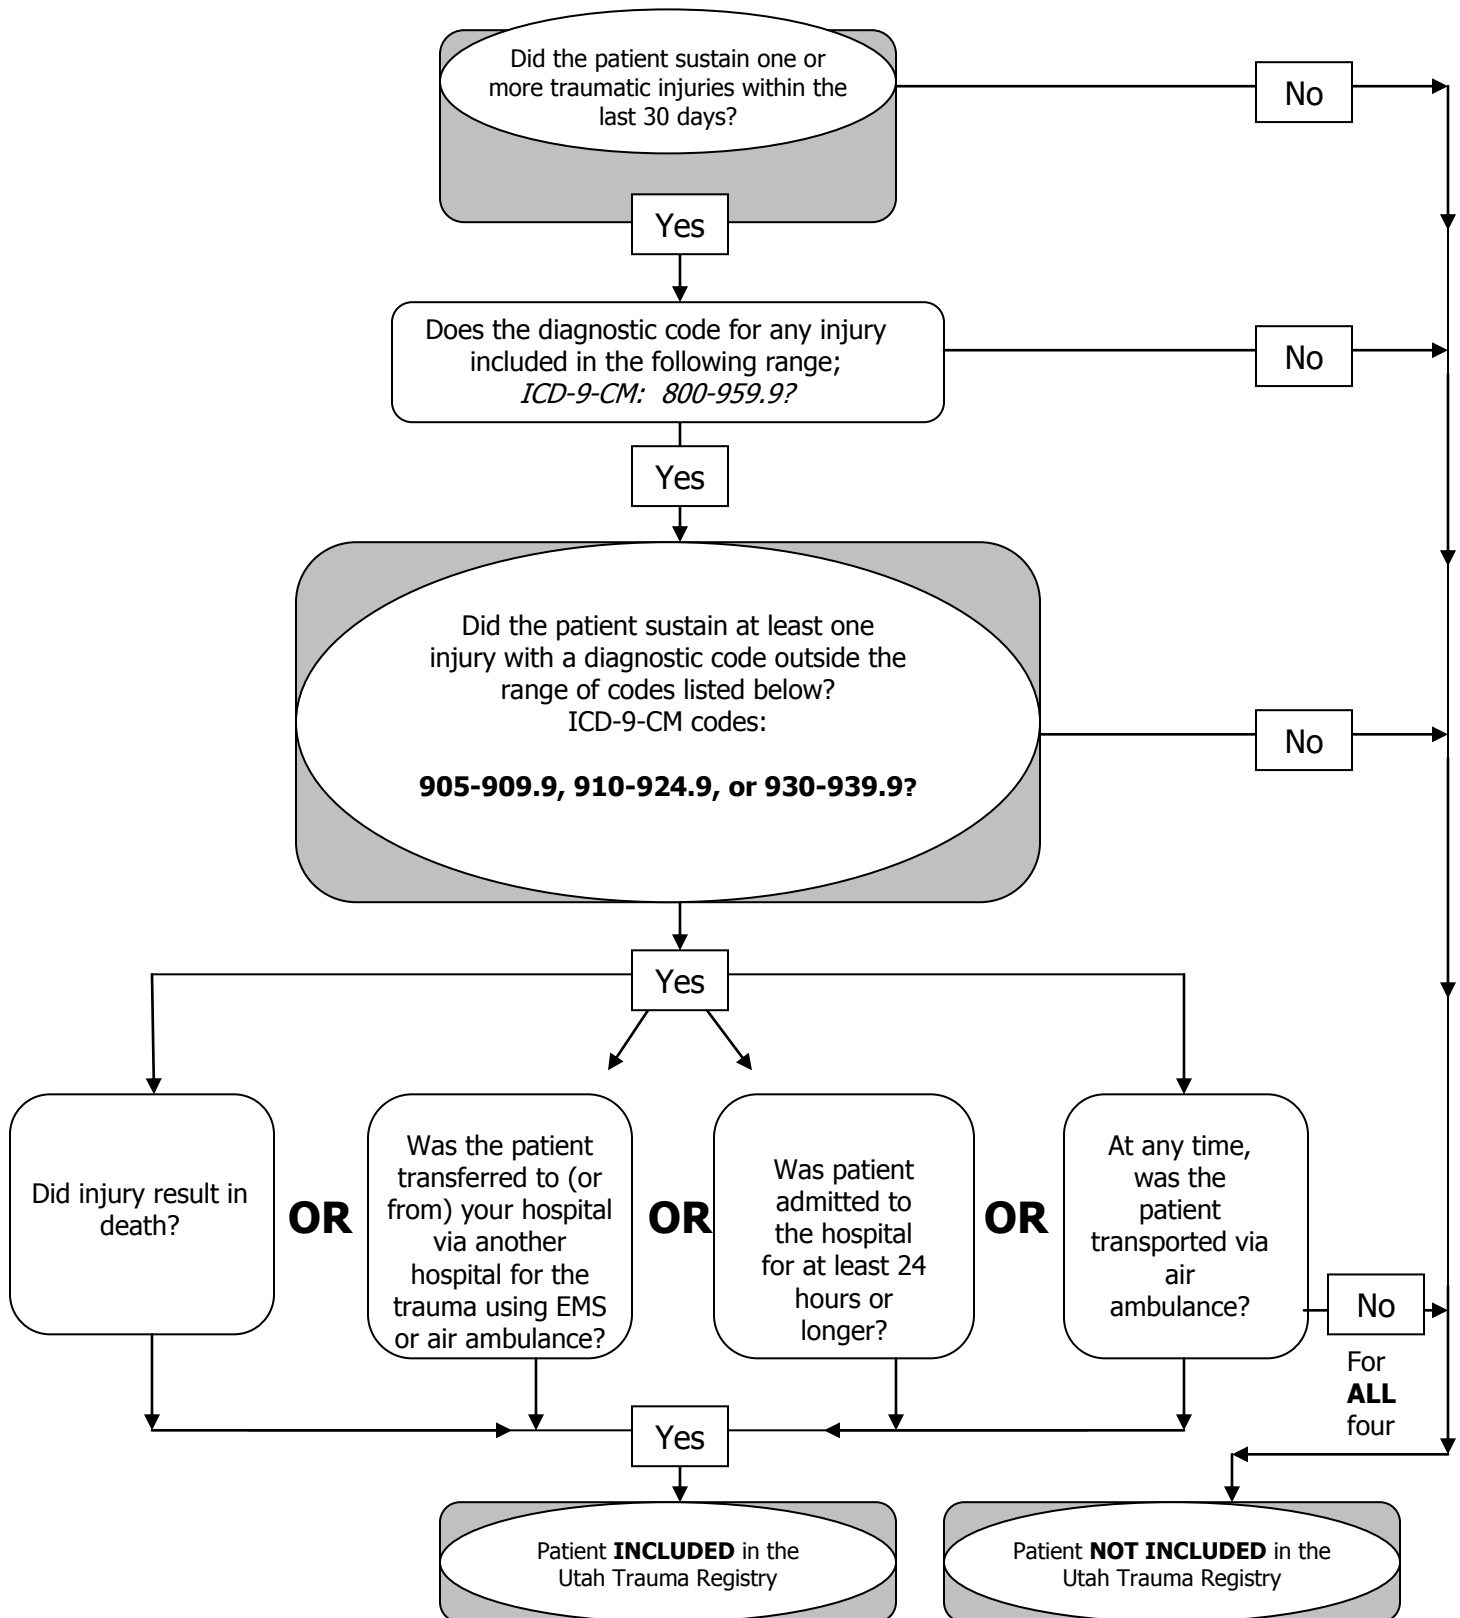 Did the patient sustain one or
more traumatic injuries within the
last 30 days?
No
Yes
Does the diagnostic code for any injury
included in the following range;
ICD-9-CM: 800-959.9?
No
Yes
Did the patient sustain at least one
injury with a diagnostic code outside the
range of codes listed below?
ICD-9-CM codes:
905-909.9, 910-924.9, or 930-939.9?
No
Yes
Did injury result in
death?
OR
Was the patient
transferred to (or
from) your hospital
via another
hospital for the
trauma using EMS
or air ambulance?
OR
Was patient
admitted to
the hospital
for at least 24
hours or
longer?
OR
At any time,
was the
patient
transported via
air
ambulance?
No
For
ALL
four
Yes
Patient INCLUDED in the
Utah Trauma Registry
Patient NOT INCLUDED in the
Utah Trauma Registry